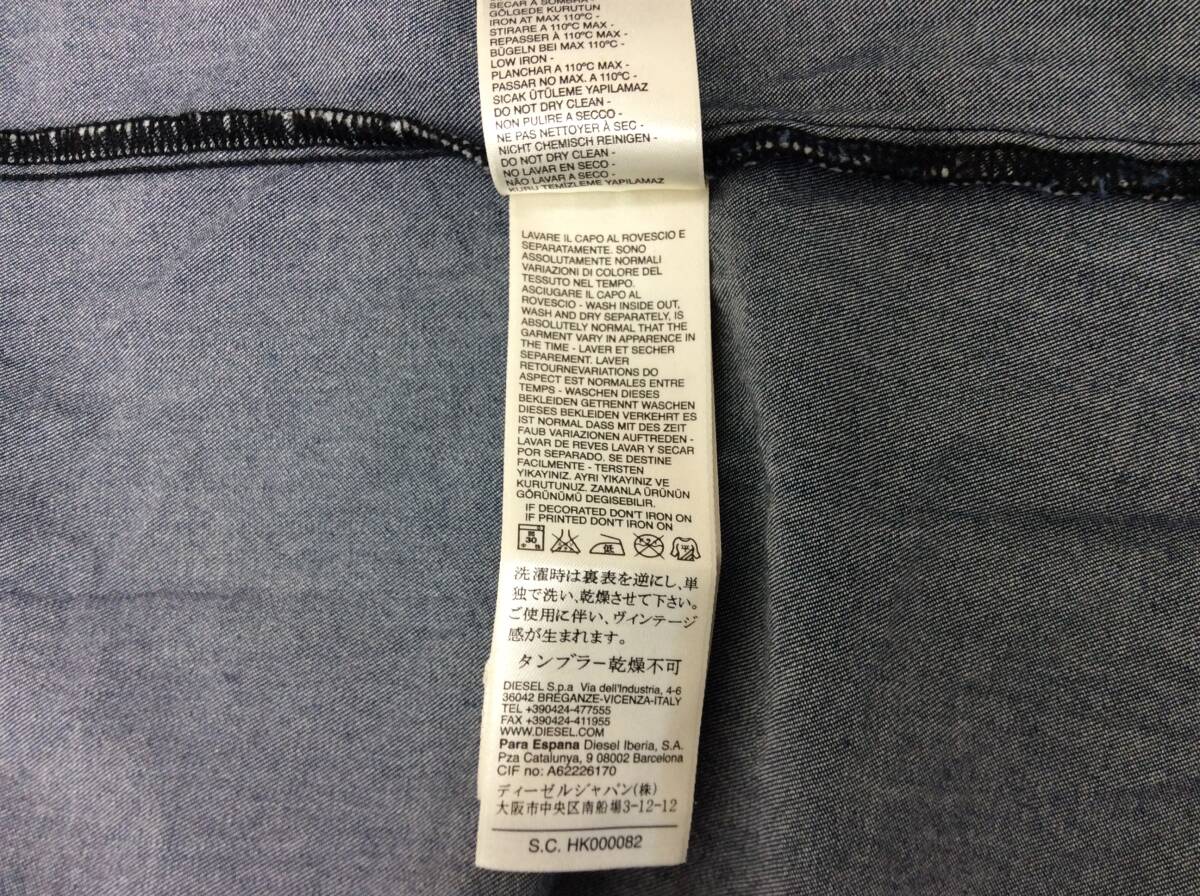 SECAR À SOMBRA -
GÖLGEDE KURUTUN
IRON AT MAX 110ºC -
STIRARE A 110ºC MAX -
REPASSER À 110ºC MAX -
BÜGELN BEI MAX 110ºC -
LOW IRON -
PLANCHAR A 110ºC MAX -
PASSAR NO MAX. A 110ºC -
SICAK ÜTÜLEME YAPILAMAZ
DO NOT DRY CLEAN -
NON PULIRE A SECCO -
NE PAS NETTOYER À SEC -
NICHT CHEMISCH REINIGEN -
DO NOT DRY CLEAN -
NO LAVAR EN SECO -
NÃO LAVAR A SECO -
KURU TEMIZLEME YAPILAMAZ
LAVARE IL CAPO AL ROVESCIO E
SEPARATAMENTE. SONO
ASSOLUTAMENTE NORMALI
VARIAZIONI DI COLORE DEL
TESSUTO NEL TEMPO.
ASCIUGARE IL CAPO AL
ROVESCIO - WASH INSIDE OUT,
WASH AND DRY SEPARATELY, IS
ABSOLUTELY NORMAL THAT THE
GARMENT VARY IN APPARENCE IN
THE TIME - LAVER ET SECHER
SEPAREMENT. LAVER
RETOURNEVARIATIONS DO
ASPECT EST NORMALES ENTRE
TEMPS - WASCHEN DIESES
BEKLEIDEN GETRENNT WASCHEN
DIESES BEKLEIDEN VERKEHRT ES
IST NORMAL DASS MIT DES ZEIT
FAUB VARIAZIONEN AUFTREDEN -
LAVAR DE REVES LAVAR Y SECAR
POR SEPARADO. SE DESTINE
FACILMENTE - TERSTEN
YIKAYINIZ. AYRI YIKAYINIZ VE
KURUTUNUZ. ZAMANLA ÜRÜNÜN
GÖRÜNÜMÜ DEGISEBILIR.
IF DECORATED DON'T IRON ON
IF PRINTED DON'T IRON ON
30 低
洗濯時は裏表を逆にし、単
独で洗い、乾燥させて下さい。
ご使用に伴い、ヴィンテージ
感が生まれます。
タンブラー乾燥不可
DIESEL S.p.a Via dell'Industria, 4-6
36042 BREGANZE-VICENZA-ITALY
TEL +390424-477555
FAX +390424-411955
WWW.DIESEL.COM
Para Espana Diesel Iberia, S.A.
Pza Catalunya, 9 08002 Barcelona
CIF no: A62226170
ディーゼルジャパン(株)
大阪市中央区南船場3-12-12
S.C. HK000082